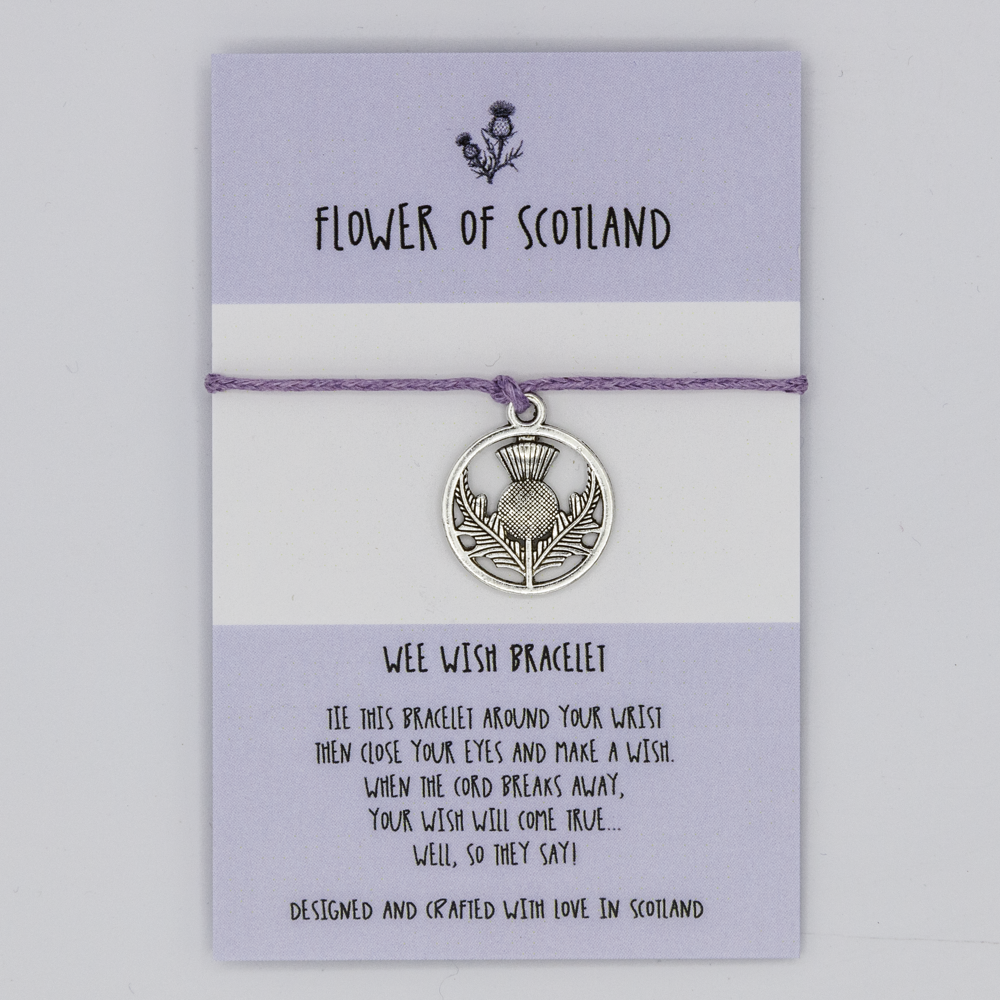 FLOWER OF SCOTLAND
WEE WISH BRACELET
TIE THIS BRACELET AROUND YOUR WRIST
THEN CLOSE YOUR EYES AND MAKE A WISH.
WHEN THE CORD BREAKS AWAY,
YOUR WISH WILL COME TRUE...
WELL, SO THEY SAY!
DESIGNED AND CRAFTED WITH LOVE IN SCOTLAND